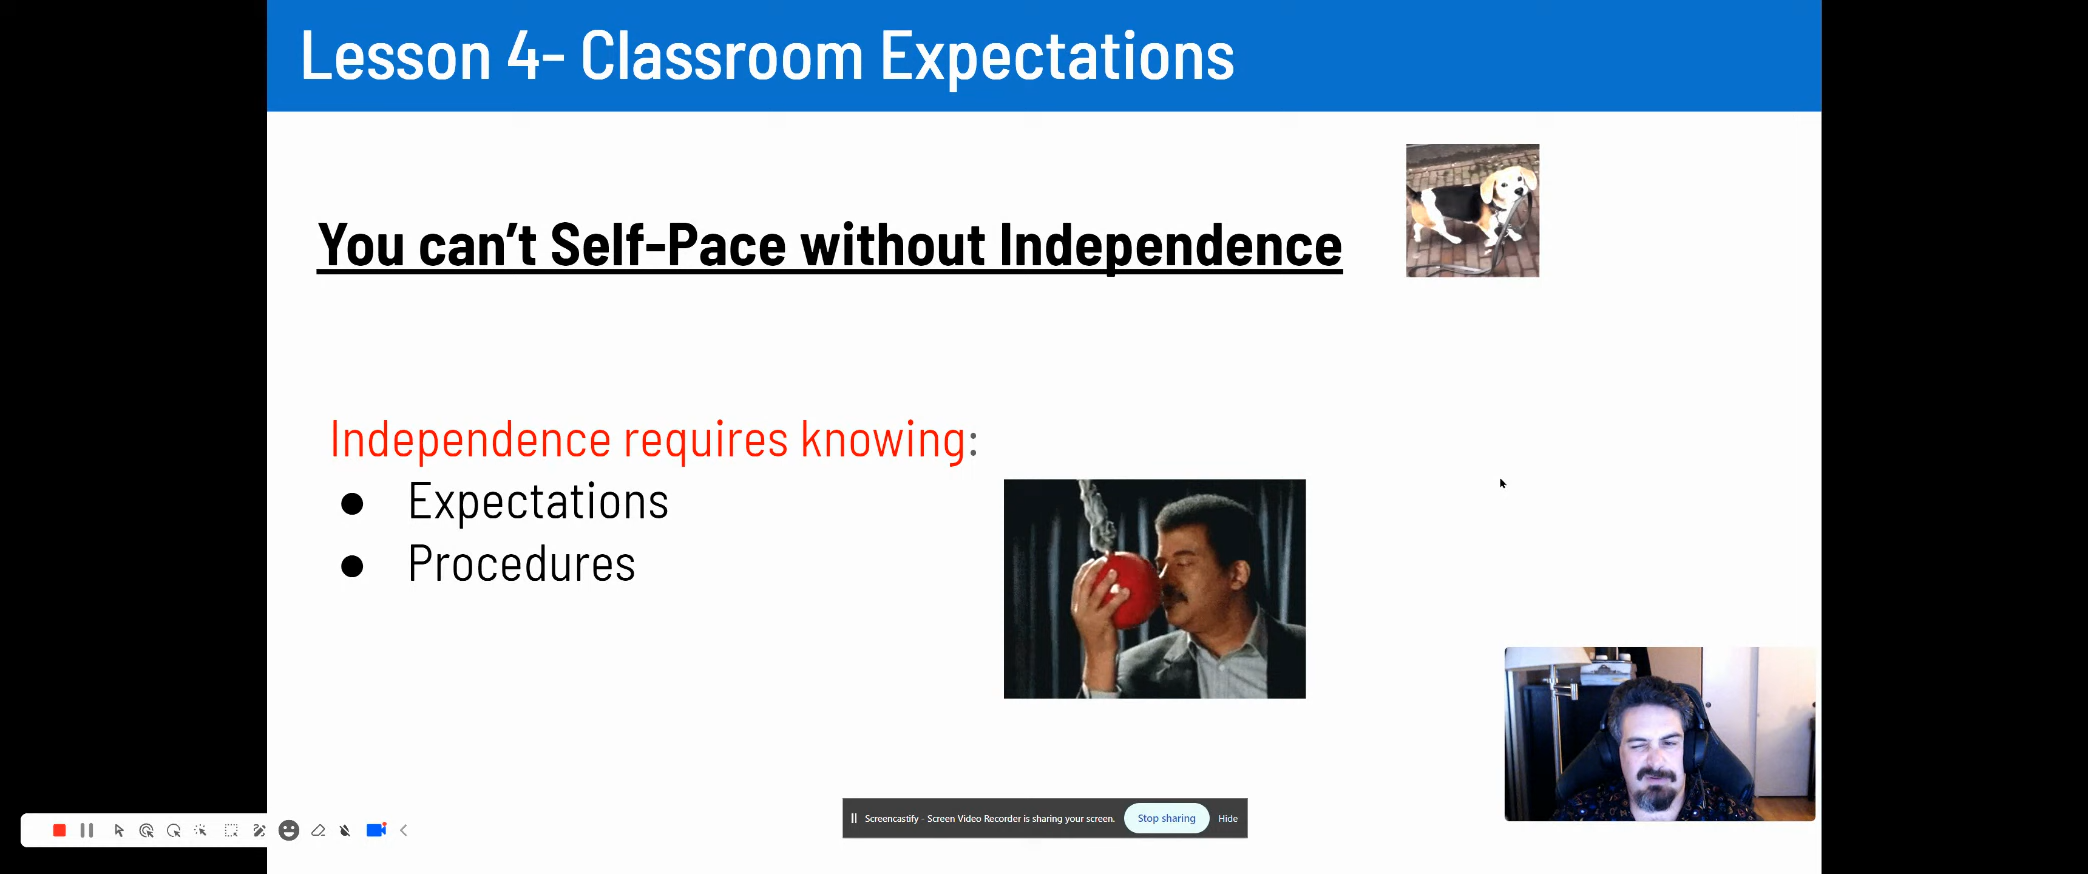 Lesson 4- Classroom Expectations
You can’t Self-Pace without Independence
Independence requires knowing:
● Expectations
● Procedures
Screencastify - Screen Video Recorder is sharing your screen. Stop sharing Hide